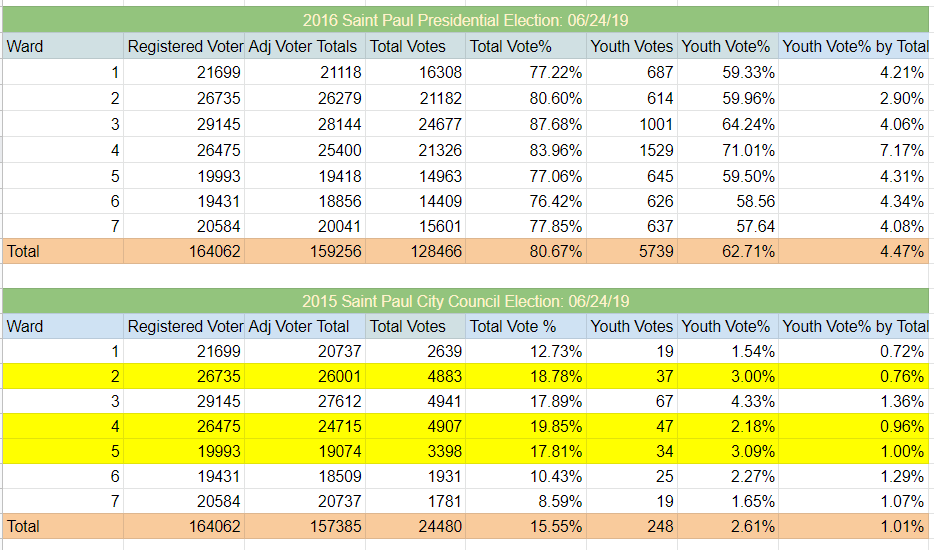 2016 Saint Paul Presidential Election: 06/24/19
Ward Registered Voter Adj Voter Totals Total Votes Total Vote% Youth Votes Youth Vote% Youth Vote% by Total
1 21699 21118 16308 77.22% 687 59.33% 4.21%
2 26735 26279 21182 80.60% 614 59.96% 2.90%
3 29145 28144 24677 87.68% 1001 64.24% 4.06%
4 26475 25400 21326 83.96% 1529 71.01% 7.17%
5 19993 19418 14963 77.06% 645 59.50% 4.31%
6 19431 18856 14409 76.42% 626 58.56 4.34%
7 20584 20041 15601 77.85% 637 57.64 4.08%
Total 164062 159256 128466 80.67% 5739 62.71% 4.47%
2015 Saint Paul City Council Election: 06/24/19
Ward Registered Voter Adj Voter Total Total Votes Total Vote % Youth Votes Youth Vote% Youth Vote% by Total
1 21699 20737 2639 12.73% 19 1.54% 0.72%
2 26735 26001 4883 18.78% 37 3.00% 0.76%
3 29145 27612 4941 17.89% 67 4.33% 1.36%
4 26475 24715 4907 19.85% 47 2.18% 0.96%
5 19993 19074 3398 17.81% 34 3.09% 1.00%
6 19431 18509 1931 10.43% 25 2.27% 1.29%
7 20584 20737 1781 8.59% 19 1.65% 1.07%
Total 164062 157385 24480 15.55% 248 2.61% 1.01%